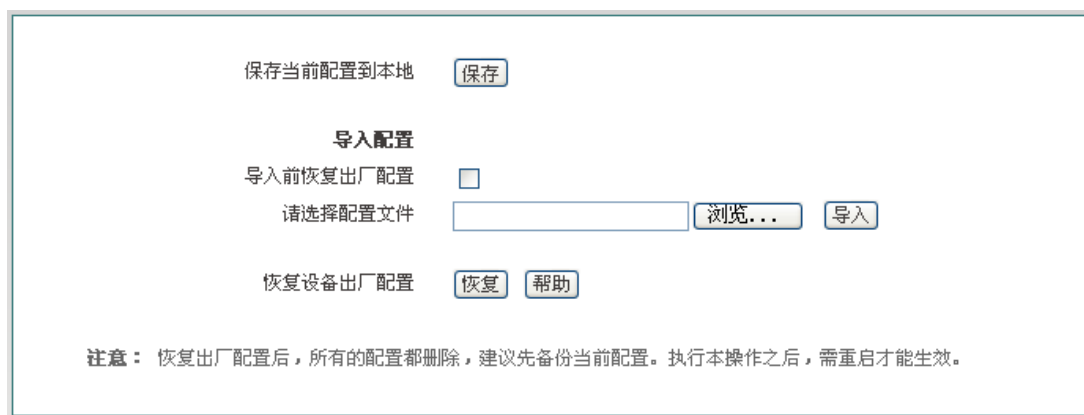 保存当前配置到本地 保存
导入配置
导入前恢复出厂配置
请选择配置文件 浏览... 导入
恢复设备出厂配置 恢复 帮助
注意： 恢复出厂配置后，所有的配置都删除，建议先备份当前配置。执行本操作之后，需重启才能生效。